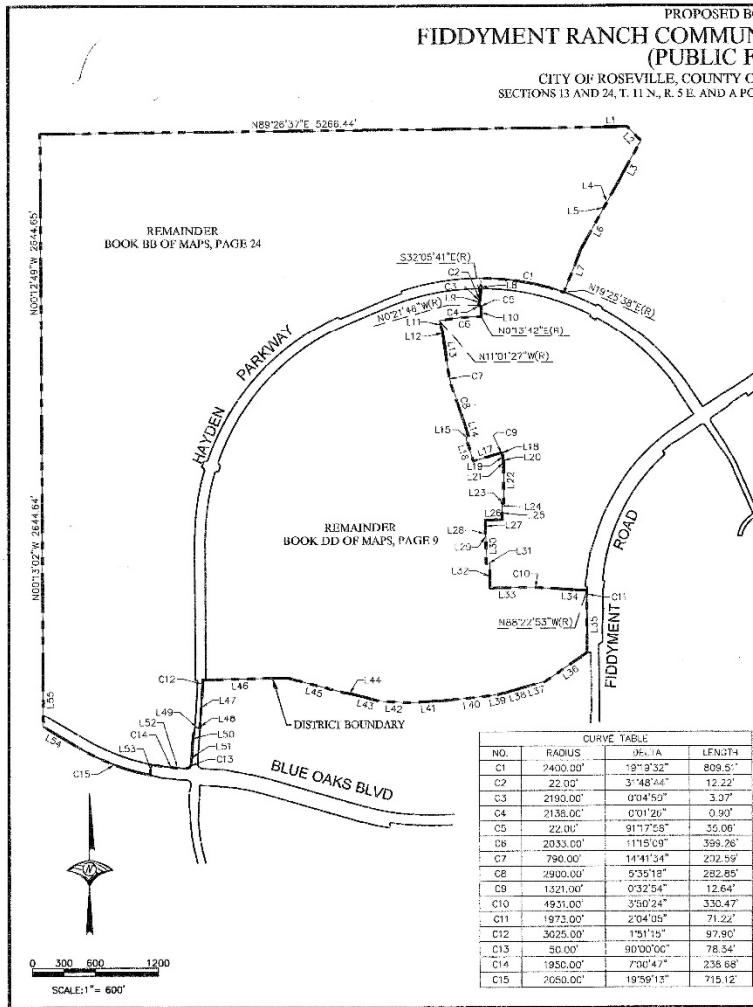 PROPOSED BO
FIDDYMENT RANCH COMMUN
(PUBLIC F
CITY OF ROSEVILLE, COUNTY O
SECTIONS 13 AND 24, T. 11 N., R. 5 E. AND A PO
N89°26'37"E 5266.44'
L1
L2
L3
L4
L5
L6
L7
REMAINDER
BOOK BB OF MAPS, PAGE 24
N00°12'49"W 2644.65'
S32°05'41"E(R)
C2
C3
L8
C1
L9
C5
C4
N0°21'46"W(R)
L10
C6
L11
L12
N0°13'42"E(R)
N19°25'38"E(R)
N11°01'27"W(R)
L13
C7
HAYDEN PARKWAY
C8
L14
L15
L16
C9
L17
L18
L19
L20
L21
L22
L23
L24
L25
L26
L27
L28
L29
L30
L31
REMAINDER
BOOK DD OF MAPS, PAGE 9
N00°13'02"W 2644.64'
L32
C10
L33
L34
C11
N88°22'53"W(R)
L35
FIDDYMENT ROAD
L36
C12
L46
L45
L44
L43
L42
L41
L40
L39
L37
L47
L49
L48
L50
L51
C13
DISTRICT BOUNDARY
L55
L54
L52
C14
L53
C15
BLUE OAKS BLVD
N
0 300 600 1200
SCALE: 1" = 600'
CURVE TABLE
NO. RADIUS DELTA LENGTH
C1 2400.00' 19°19'32" 809.51'
C2 22.00' 31°48'44" 12.22'
C3 2190.00' 0°04'50" 3.07'
C4 2138.00' 0°01'26" 0.90'
C5 22.00' 91°17'58" 35.06'
C6 2033.00' 11°15'09" 399.26'
C7 790.00' 14°41'34" 202.59'
C8 2900.00' 5°35'18" 282.85'
C9 1321.00' 0°32'54" 12.64'
C10 4931.00' 3°50'24" 330.47'
C11 1973.00' 2°04'05" 71.22'
C12 3025.00' 1°51'15" 97.90'
C13 50.00' 90°00'00" 78.54'
C14 1950.00' 7°00'47" 238.68'
C15 2050.00' 19°59'13" 715.12'